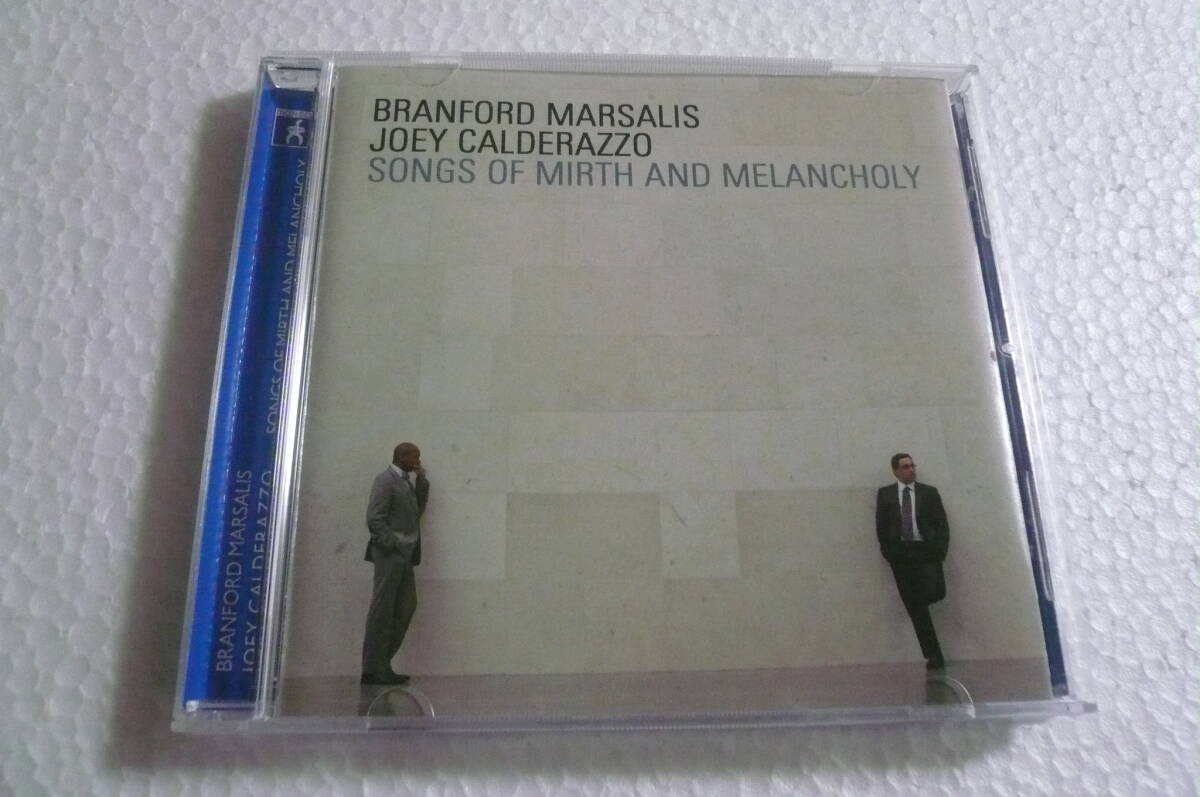 BRANFORD MARSALIS
JOEY CALDERAZZO
SONGS OF MIRTH AND MELANCHOLY
BRANFORD MARSALIS
JOEY CALDERAZZO
SONGS OF MIRTH AND MELANCHOLY